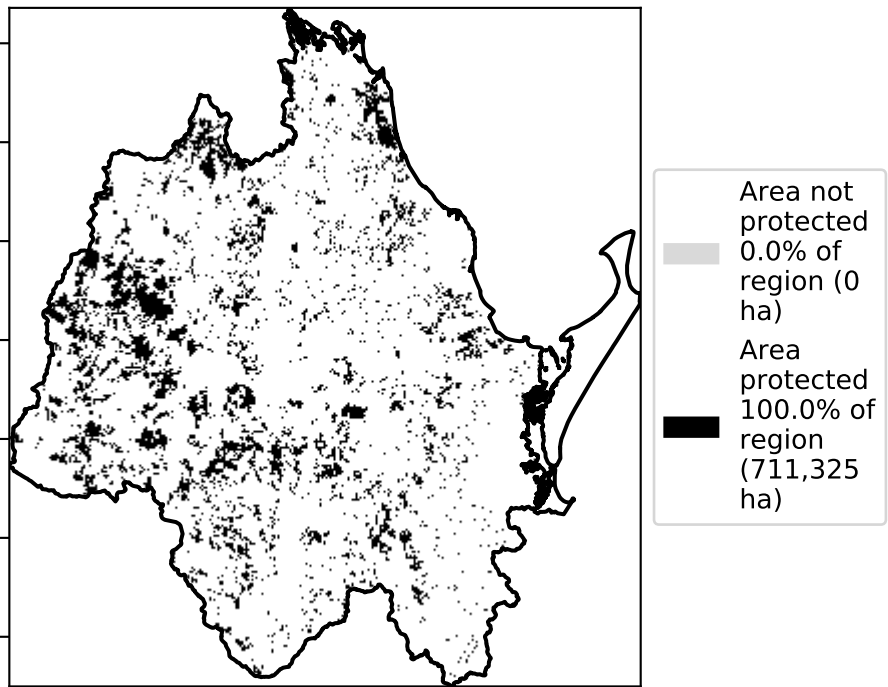 Area not
protected
0.0% of
region (0
ha)
Area
protected
100.0% of
region
(711,325
ha)